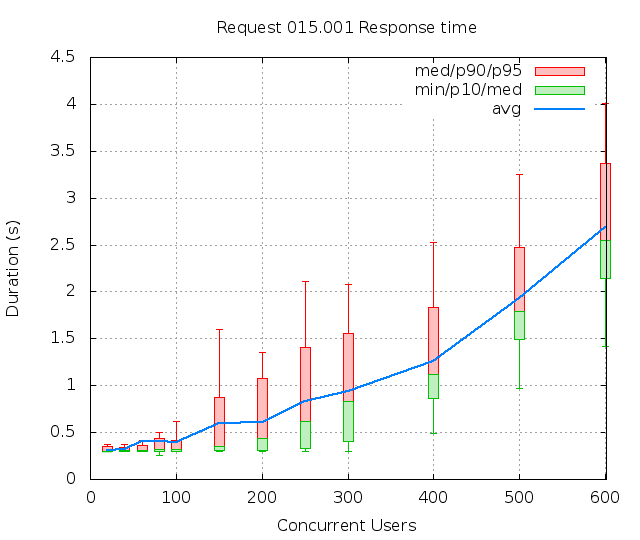 Request 015.001 Response time
4.5
4
3.5
3
2.5
2
1.5
1
0.5
0
Duration (s)
med/p90/p95
min/p10/med
avg
0 100 200 300 400 500 600
Concurrent Users